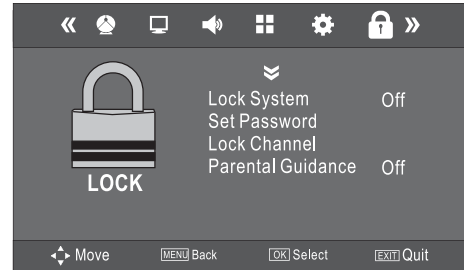 Lock System Off
Set Password
Lock Channel
Parental Guidance Off
LOCK
Move MENU Back OK Select EXIT Quit